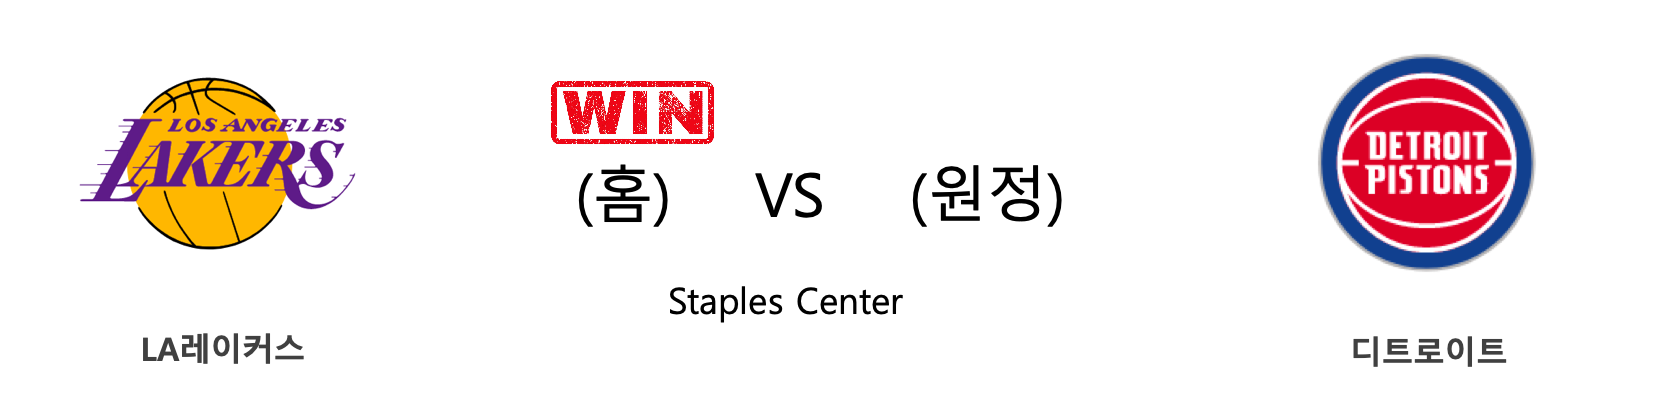 LOS ANGELES
LAKERS
WIN
(홈) VS (원정)
Staples Center
LA레이커스
DETROIT
PISTONS
디트로이트